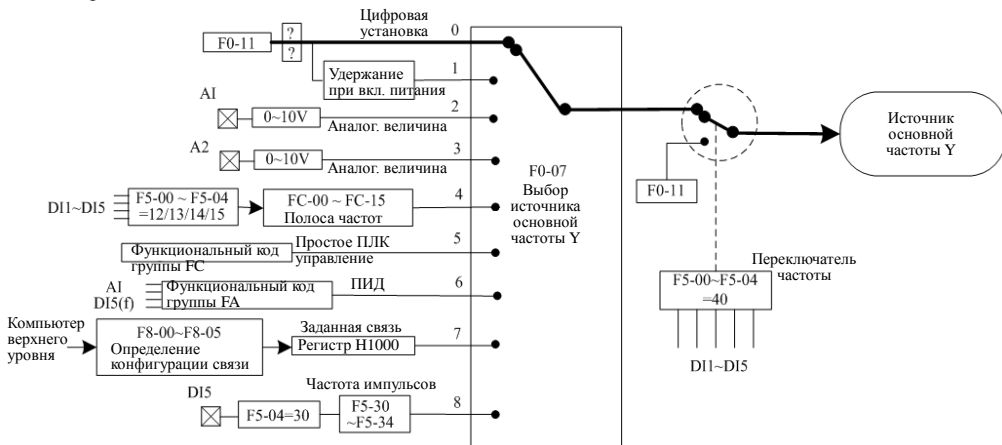 Цифровая
установка
0
F0-11
?
?
Удержание
при вкл. питания
1
AI
0~10V
Аналог. величина
2
A2
0~10V
Аналог. величина
3
DI1~DI5
F5-00 ~ F5-04
=12/13/14/15
FC-00 ~ FC-15
Полоса частот
4
Функциональный код
группы FC
Простое ПЛК
управление
5
AI
DI5(f)
Функциональный код
группы FA
ПИД
6
Компьютер
верхнего
уровня
F8-00~F8-05
Определение
конфигурации связи
Заданная связь
Регистр H1000
7
DI5
F5-04=30
Частота импульсов
F5-30
~F5-34
8
F0-07
Выбор
источника
основной
частоты Y
F0-11
Источник
основной
частоты Y
Переключатель
частоты
F5-00~F5-04
=40
DI1~DI5